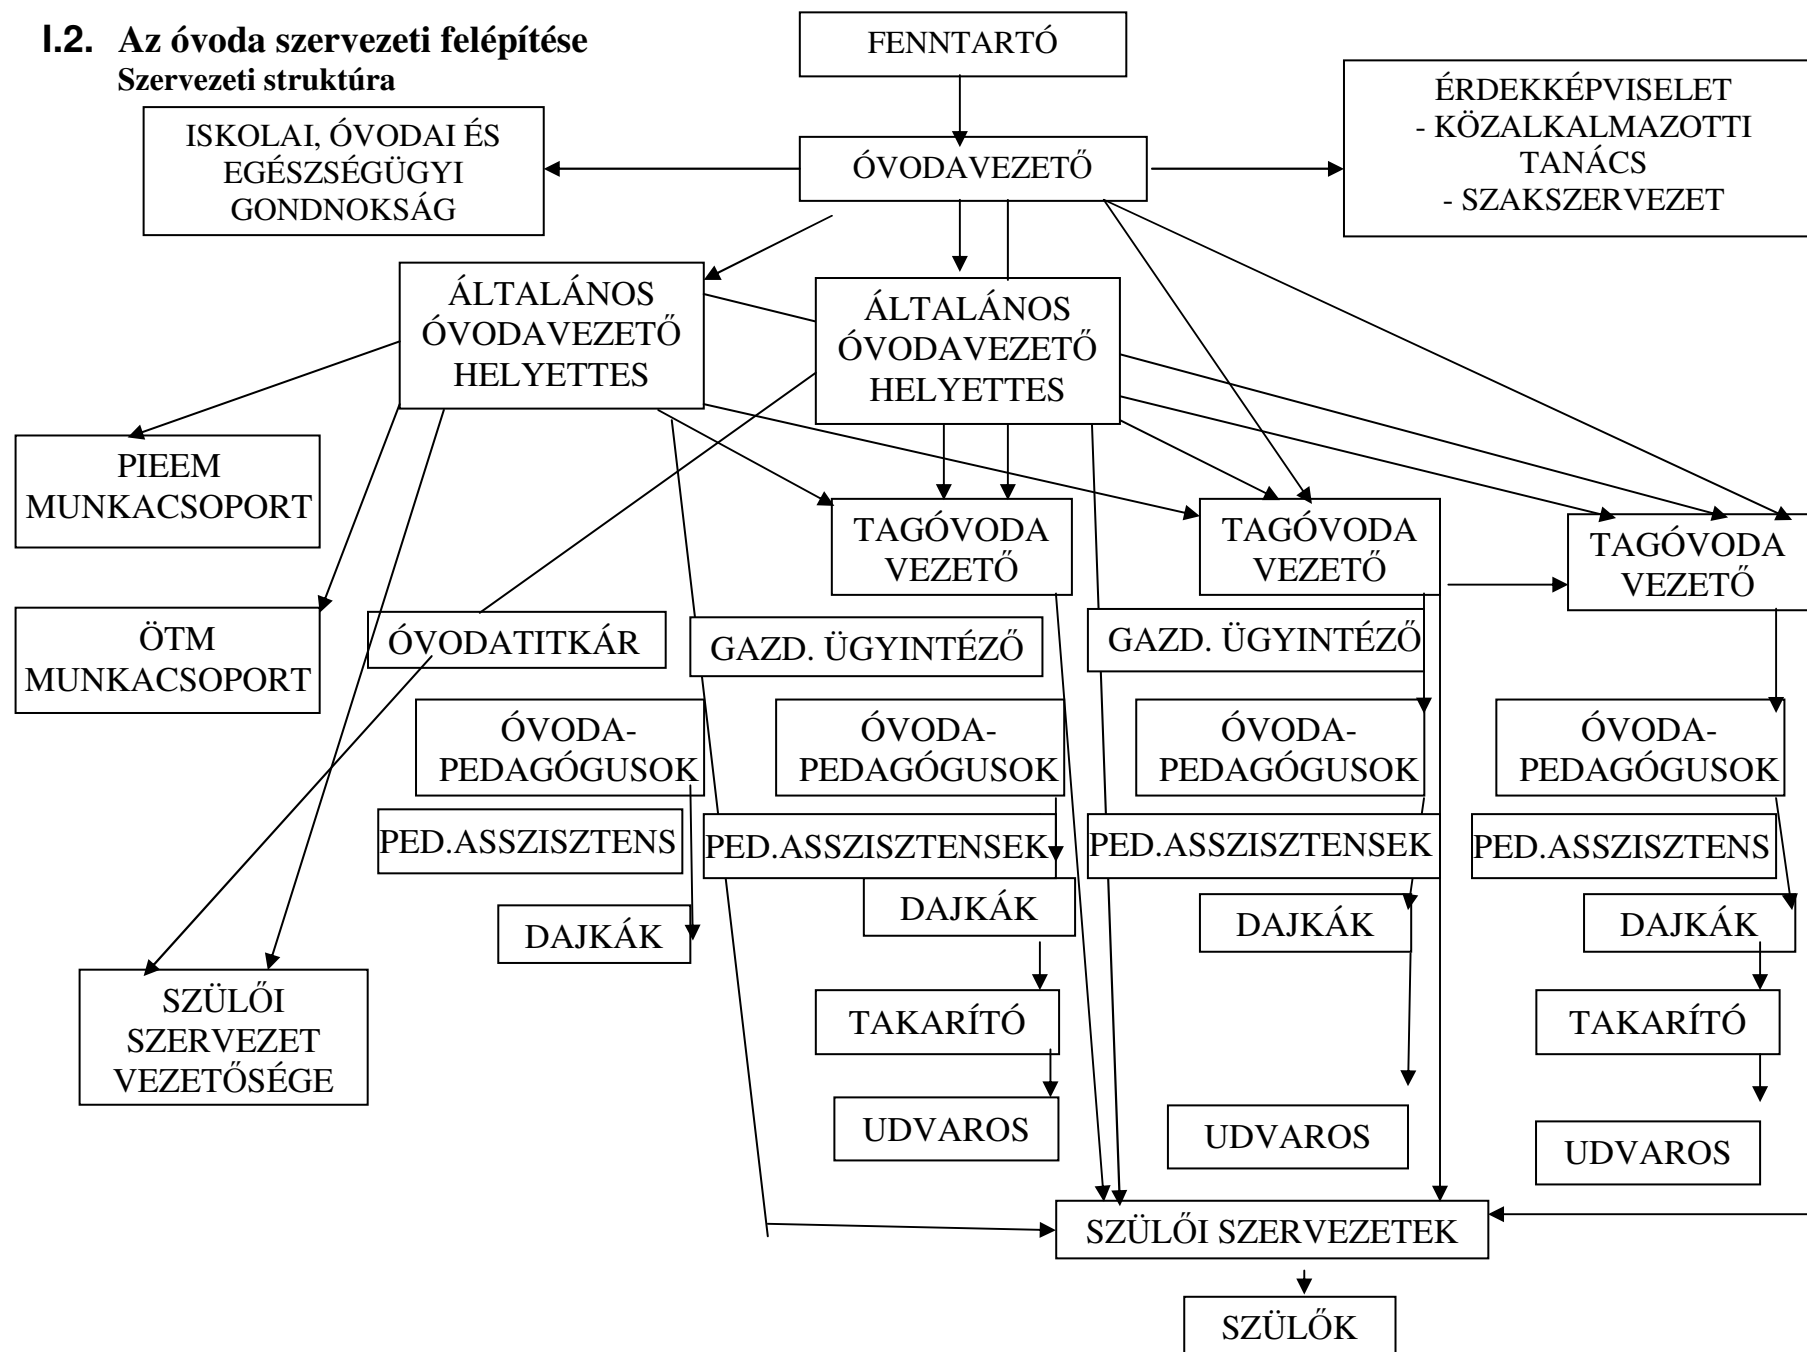 I.2. Az óvoda szervezeti felépítése
Szervezeti struktúra
FENNTARTÓ
ÉRDEKKÉPVISELET
- KÖZALKALMAZOTTI
TANÁCS
- SZAKSZERVEZET
ISKOLAI, ÓVODAI ÉS
EGÉSZSÉGÜGYI
GONDNOKSÁG
ÓVODAVEZETŐ
ÁLTALÁNOS
ÓVODAVEZETŐ
HELYETTES
ÁLTALÁNOS
ÓVODAVEZETŐ
HELYETTES
PIEEM
MUNKACSOPORT
TAGÓVODA
VEZETŐ
TAGÓVODA
VEZETŐ
TAGÓVODA
VEZETŐ
ÖTM
MUNKACSOPORT
ÓVODATITKÁR
GAZD. ÜGYINTÉZŐ
GAZD. ÜGYINTÉZŐ
ÓVODA-
PEDAGÓGUSOK
ÓVODA-
PEDAGÓGUSOK
ÓVODA-
PEDAGÓGUSOK
ÓVODA-
PEDAGÓGUSOK
PED.ASSZISZTENS
PED.ASSZISZTENSEK
PED.ASSZISZTENSEK
PED.ASSZISZTENS
DAJKÁK
DAJKÁK
DAJKÁK
DAJKÁK
SZÜLŐI
SZERVEZET
VEZETŐSÉGE
TAKARÍTÓ
TAKARÍTÓ
UDVAROS
UDVAROS
UDVAROS
SZÜLŐI SZERVEZETEK
SZÜLŐK